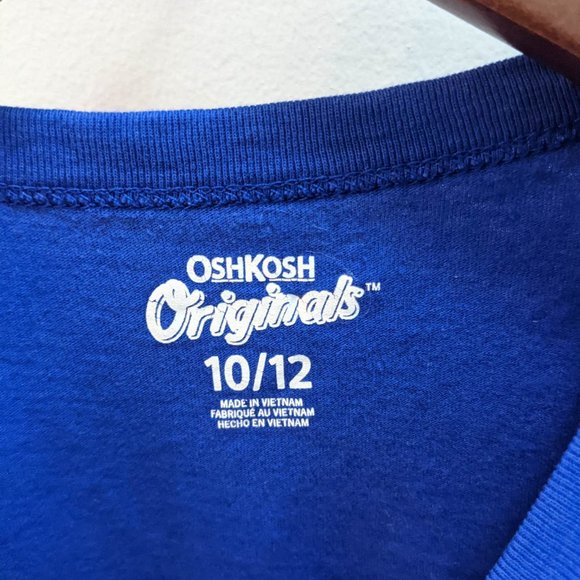 OSHKOSH
Originals™
10/12
MADE IN VIETNAM
FABRIQUÉ AU VIETNAM
HECHO EN VIETNAM